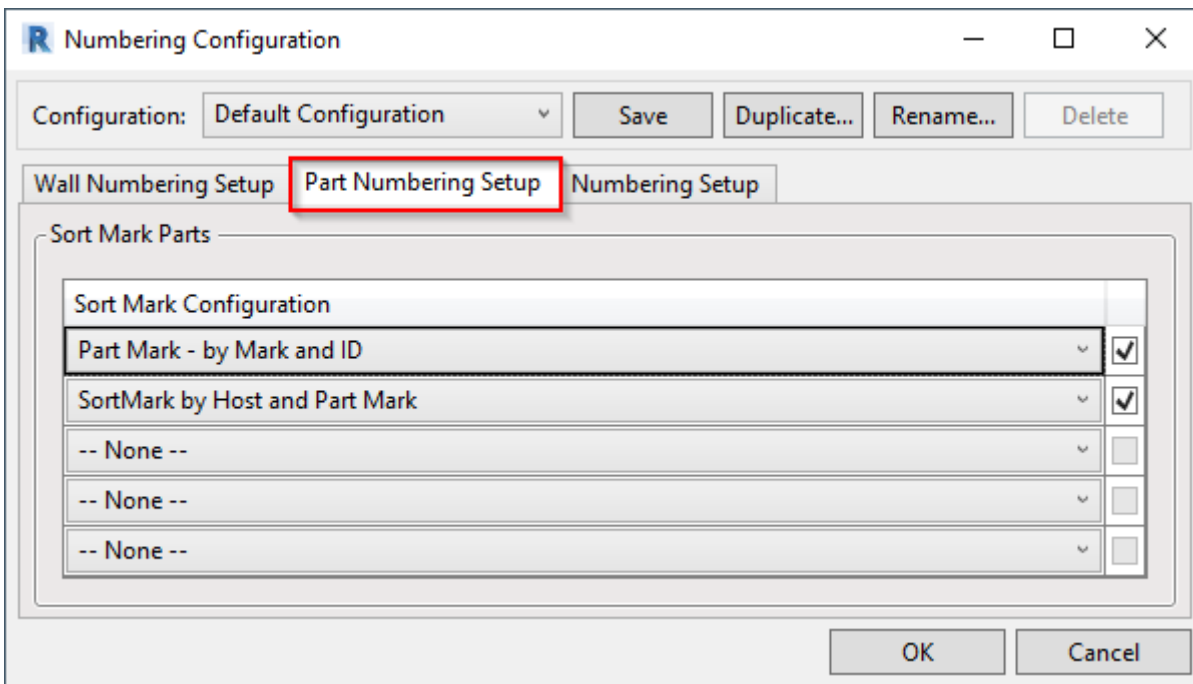 Numbering Configuration
Configuration: Default Configuration Save Duplicate... Rename... Delete
Wall Numbering Setup Part Numbering Setup Numbering Setup
Sort Mark Parts
Sort Mark Configuration
Part Mark - by Mark and ID
SortMark by Host and Part Mark
-- None --
-- None --
-- None --
OK Cancel